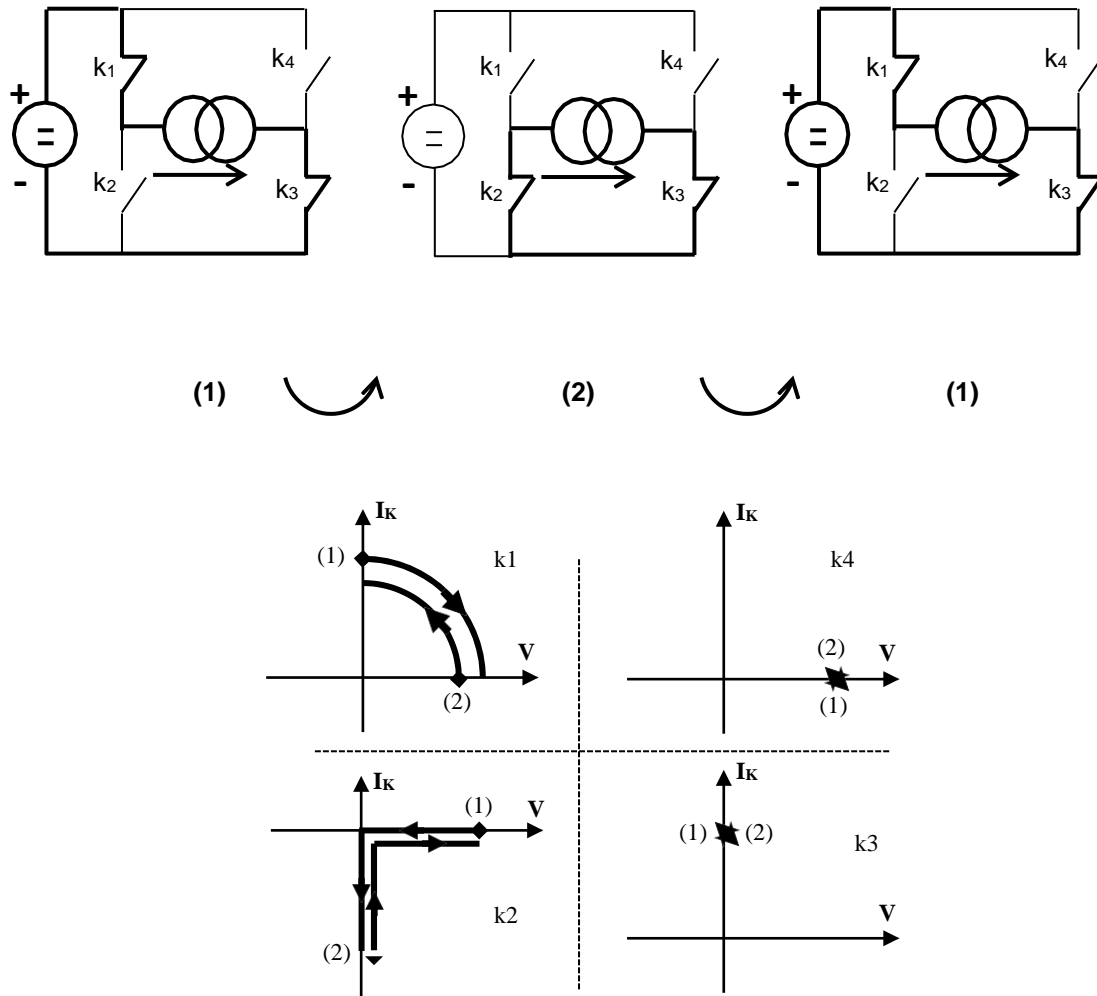 k1 k4 k1 k4 k1 k4
+ = - + = - + = -
k2 k3 k2 k3 k2 k3
(1) (2) (1)
IK IK
(1) k1 k4
V (2) V
(2) (1)
IK IK
(1) V (1) (2) k3
k2 V
(2)